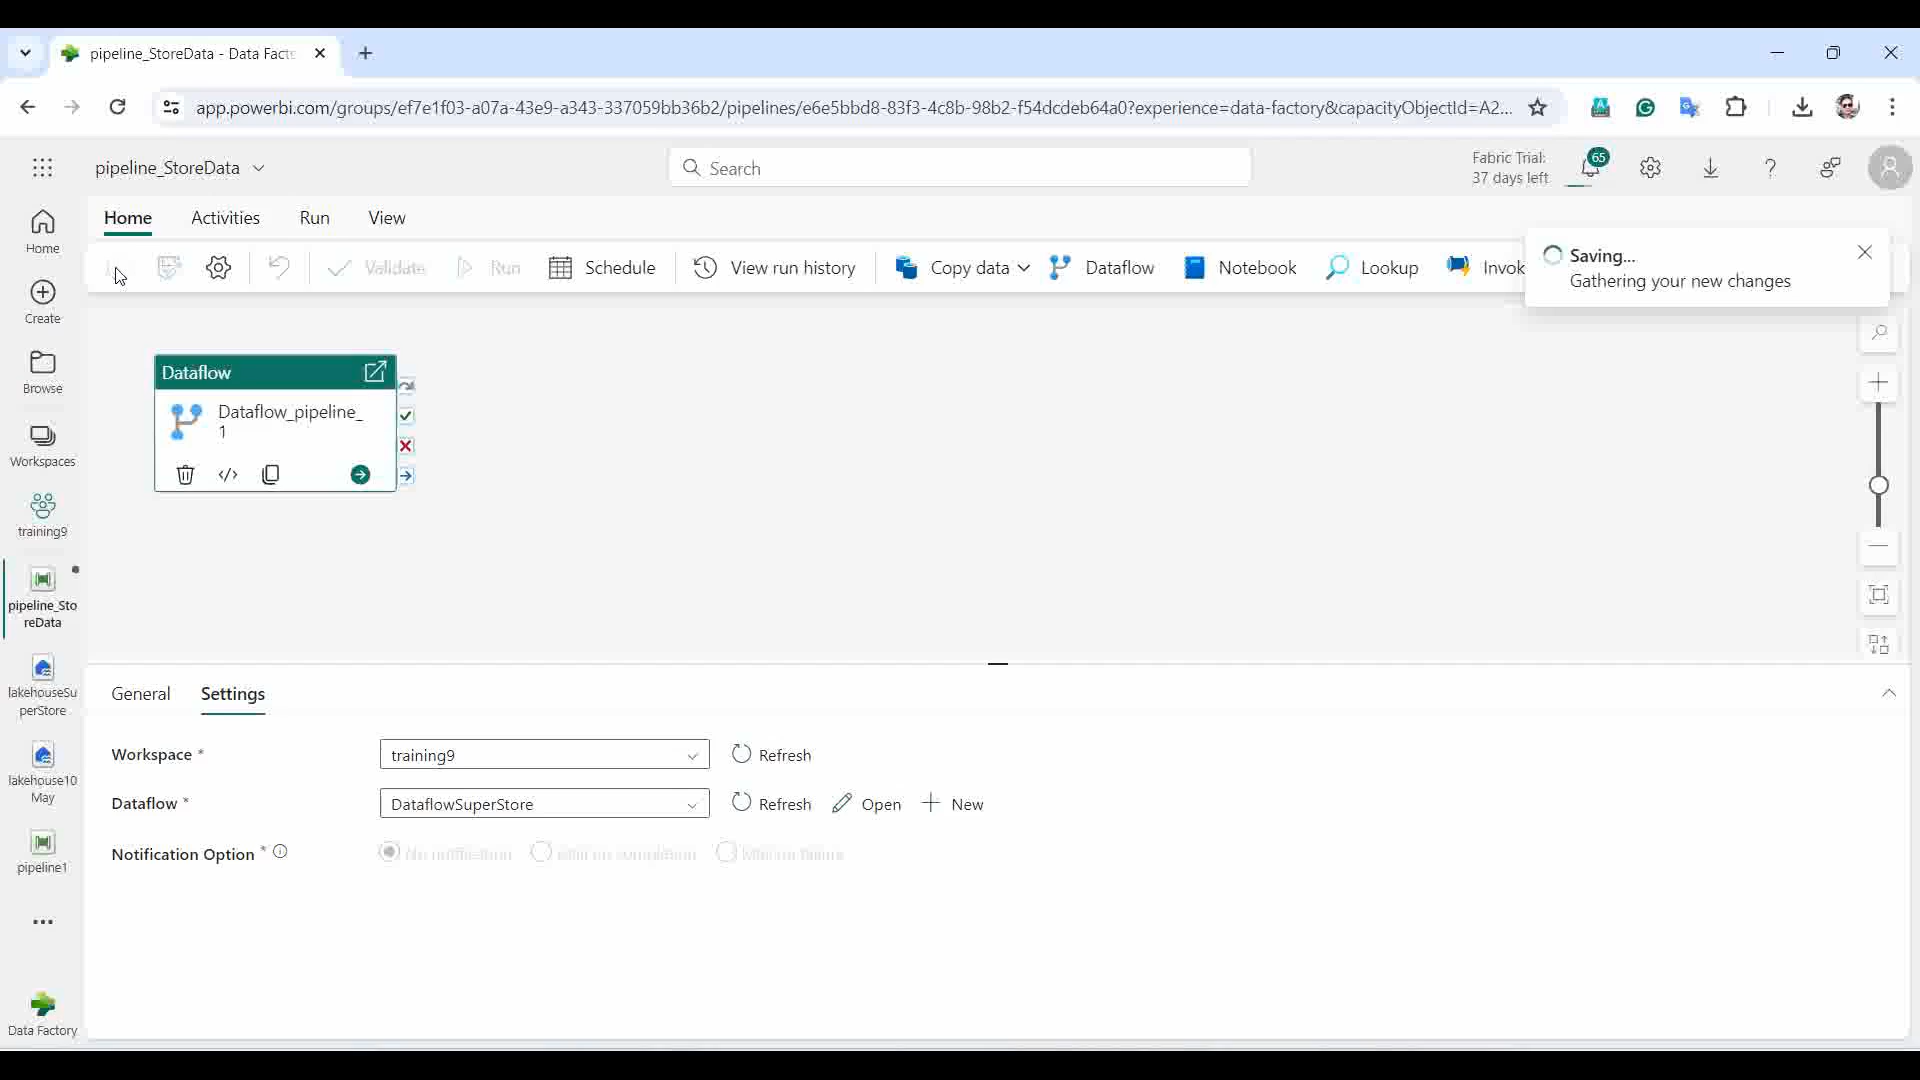 pipeline_StoreData - Data Facto
app.powerbi.com/groups/ef7e1f03-a07a-43e9-a343-337059bb36b2/pipelines/e6e5bbd8-83f3-4c8b-98b2-f54dcdeb64a0?experience=data-factory&capacityObjectId=A2...
pipeline_StoreData
Search
Fabric Trial:
37 days left
65
Home Activities Run View
Validate Run Schedule View run history Copy data Dataflow Notebook Lookup Invok
Saving...
Gathering your new changes
Home
Create
Browse
Workspaces
training9
pipeline_Sto
reData
lakehouseSu
perStore
lakehouse10
May
pipeline1
Data Factory
Dataflow
Dataflow_pipeline_
1
General Settings
Workspace * training9 Refresh
Dataflow * DataflowSuperStore Refresh Open New
Notification Option *